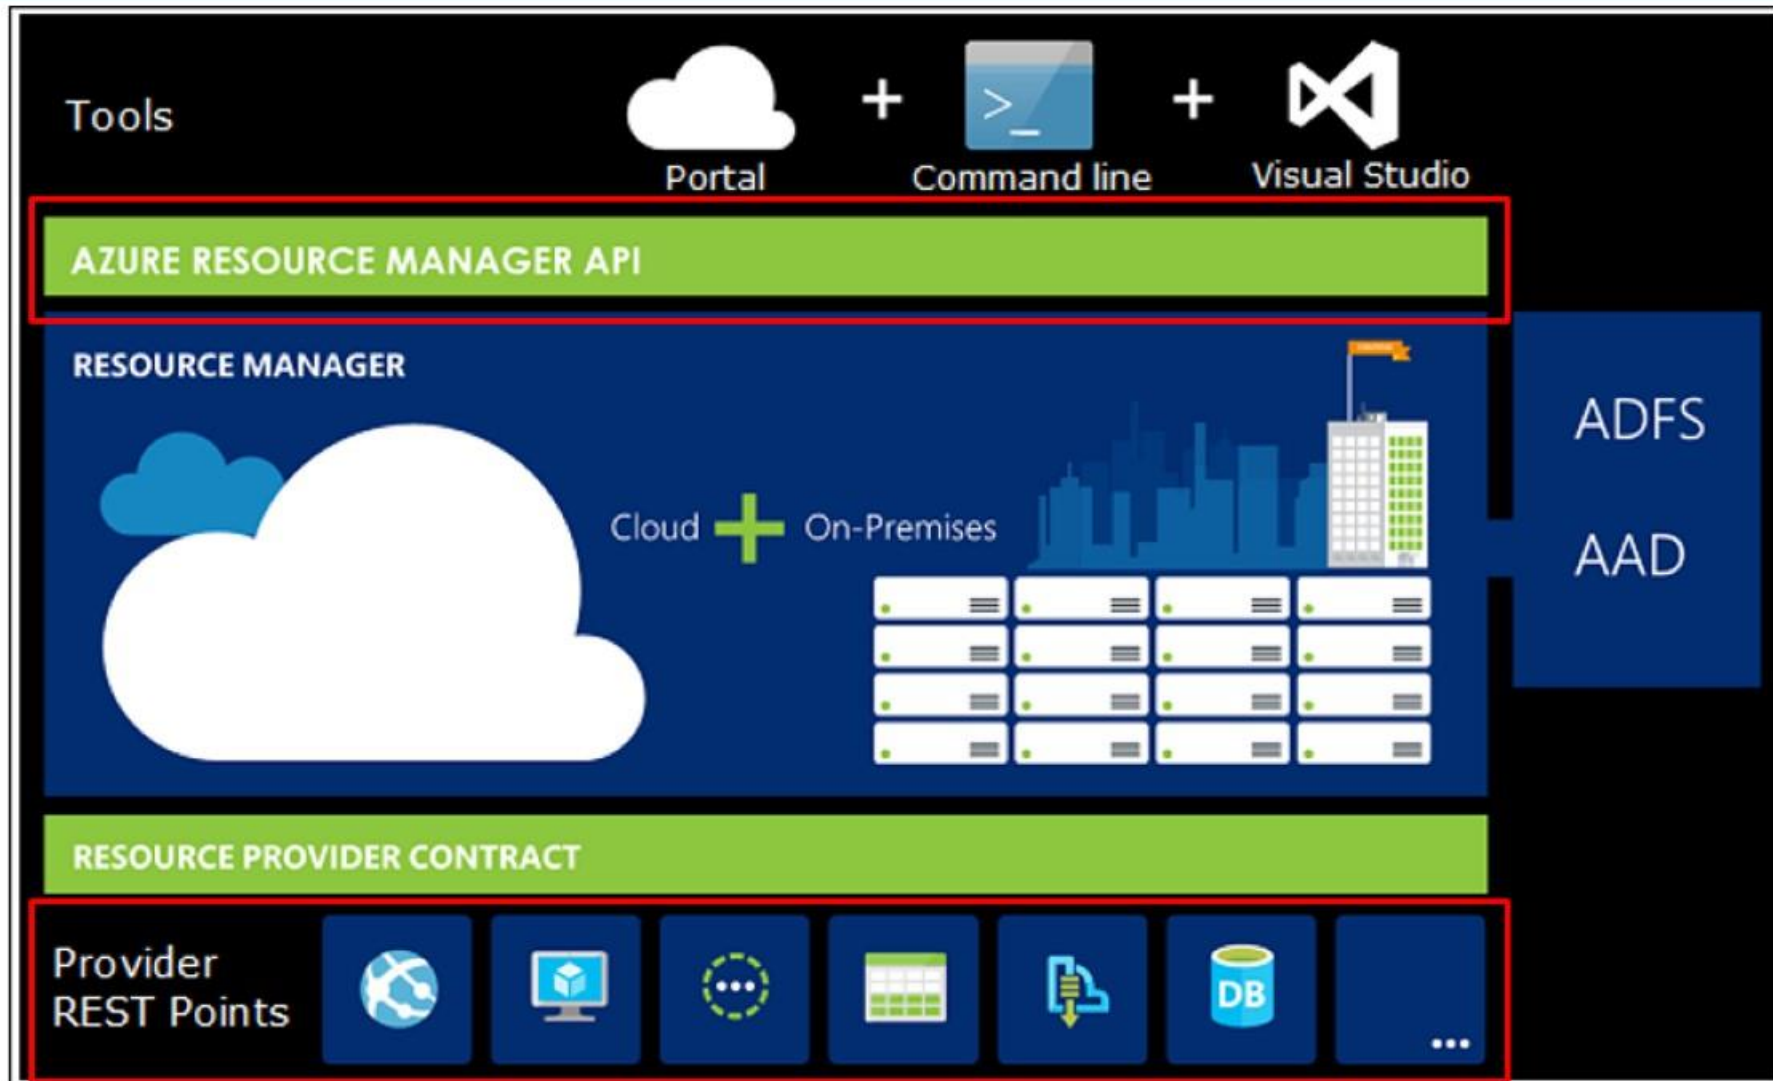 Tools
+
>_
+
Portal
Command line
Visual Studio
AZURE RESOURCE MANAGER API
RESOURCE MANAGER
ADFS
Cloud + On-Premises
AAD
RESOURCE PROVIDER CONTRACT
Provider
REST Points
DB
...